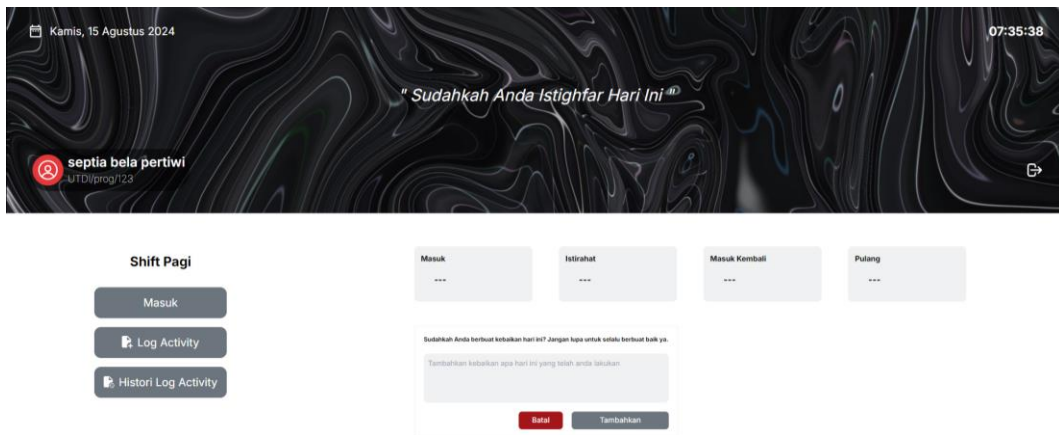 Kamis, 15 Agustus 2024
07:35:38
" Sudahkah Anda Istighfar Hari Ini "
septia bela pertiwi
UTDI/prog/123
Shift Pagi
Masuk
Log Activity
Histori Log Activity
Masuk
---
Istirahat
---
Masuk Kembali
---
Pulang
---
Sudahkah Anda berbuat kebaikan hari ini? Jangan lupa untuk selalu berbuat baik ya.
Tambahkan kebaikan apa hari ini yang telah anda lakukan
Batal
Tambahkan